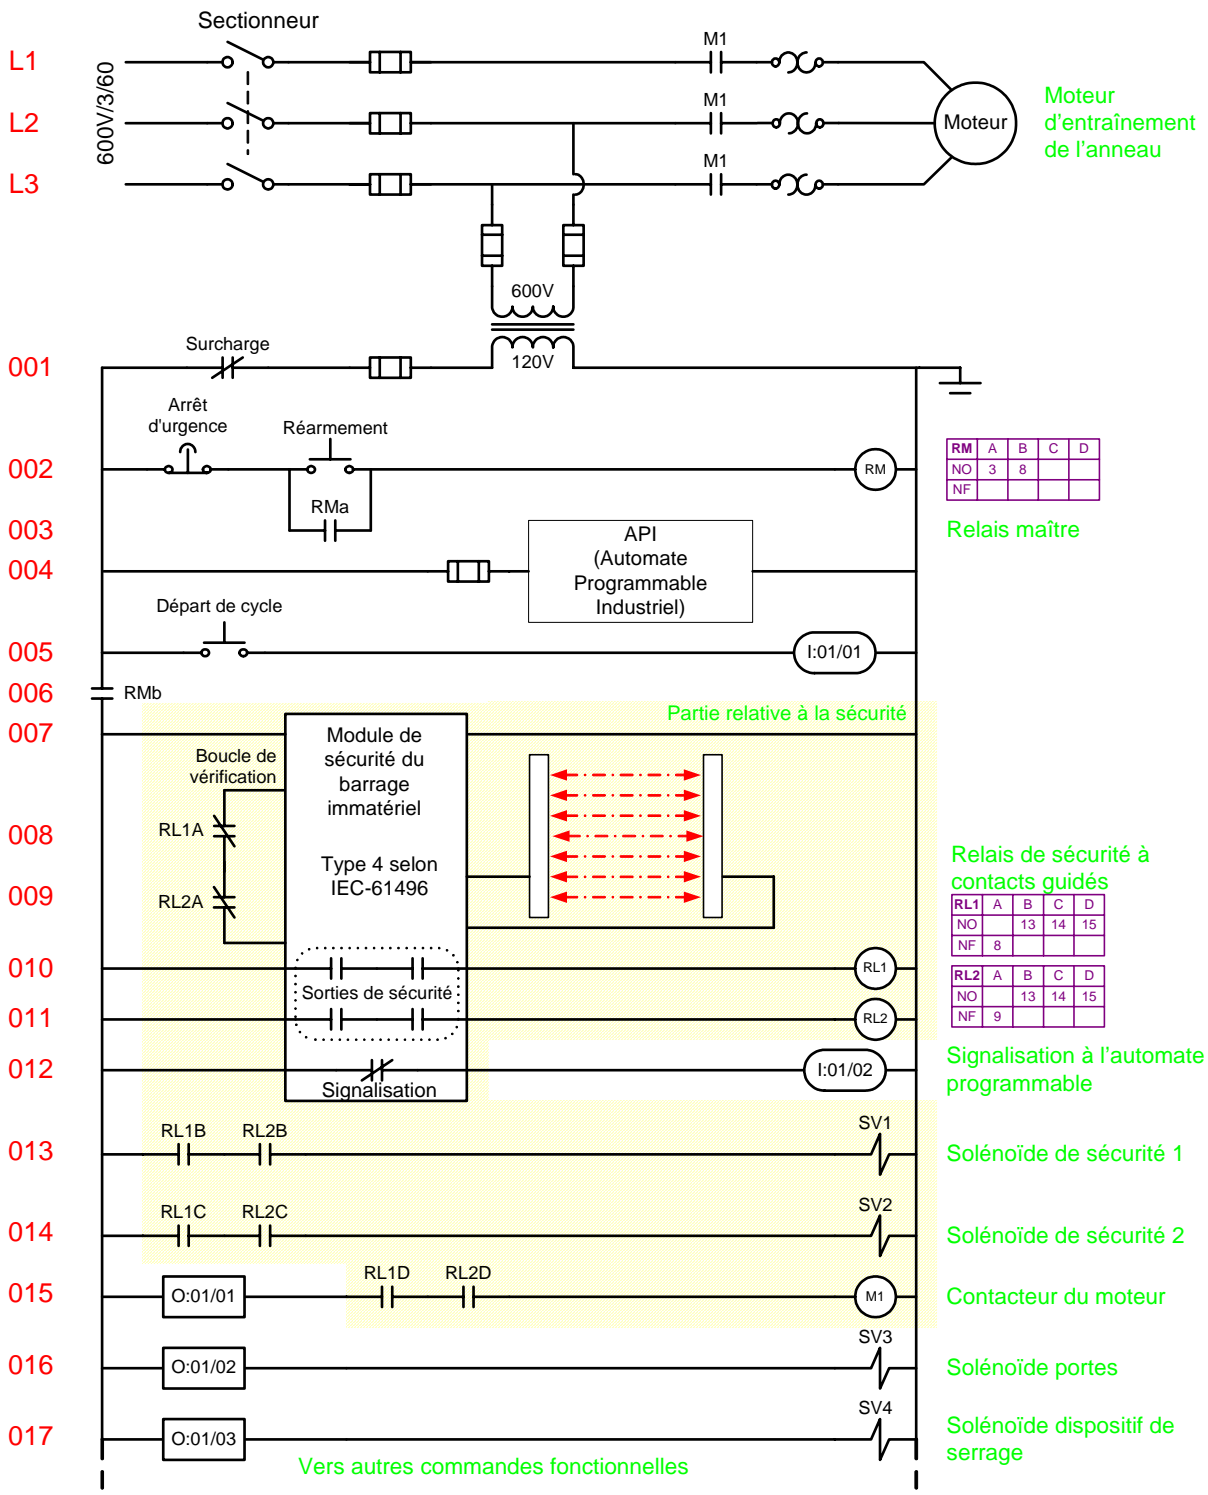 Sectionneur
L1
M1
600V/3/60
L2
M1
Moteur
Moteur
d'entraînement
de l'anneau
L3
M1
600V
120V
001
Surcharge
Arrêt
d'urgence
Réarmement
002
RM
RM A B C D
NO 3 8
NF
RMa
003
Relais maître
004
API
(Automate
Programmable
Industriel)
Départ de cycle
005
I:01/01
006
RMb
Partie relative à la sécurité
007
Module de
sécurité du
barrage
immatériel
Type 4 selon
IEC-61496
Boucle de
vérification
008
RL1A
009
RL2A
Relais de sécurité à
contacts guidés
RL1 A B C D
NO 13 14 15
NF 8
010
RL1
RL2 A B C D
NO 13 14 15
NF 9
Sorties de sécurité
011
RL2
012
Signalisation
I:01/02
Signalisation à l'automate
programmable
013
RL1B
RL2B
SV1
Solénoïde de sécurité 1
014
RL1C
RL2C
SV2
Solénoïde de sécurité 2
015
O:01/01
RL1D
RL2D
M1
Contacteur du moteur
016
O:01/02
SV3
Solénoïde portes
017
O:01/03
SV4
Solénoïde dispositif de
serrage
Vers autres commandes fonctionnelles